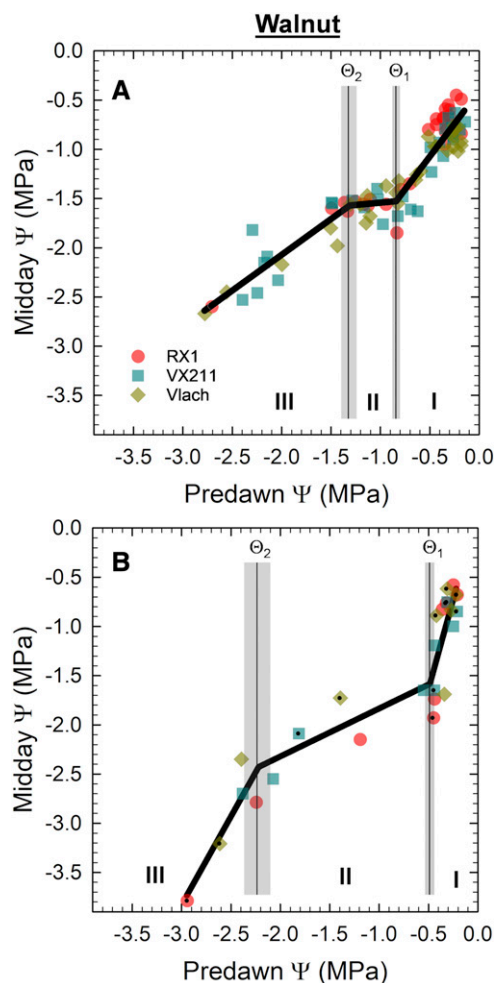 Walnut
A
Θ2 Θ1
0.0
-0.5
-1.0
-1.5
-2.0
-2.5
-3.0
-3.5
Midday Ψ (MPa)
RX1
VX211
Vlach
III II I
-3.5 -3.0 -2.5 -2.0 -1.5 -1.0 -0.5 0.0
Predawn Ψ (MPa)
B
Θ2 Θ1
0.0
-0.5
-1.0
-1.5
-2.0
-2.5
-3.0
-3.5
Midday Ψ (MPa)
III II I
-3.5 -3.0 -2.5 -2.0 -1.5 -1.0 -0.5 0.0
Predawn Ψ (MPa)